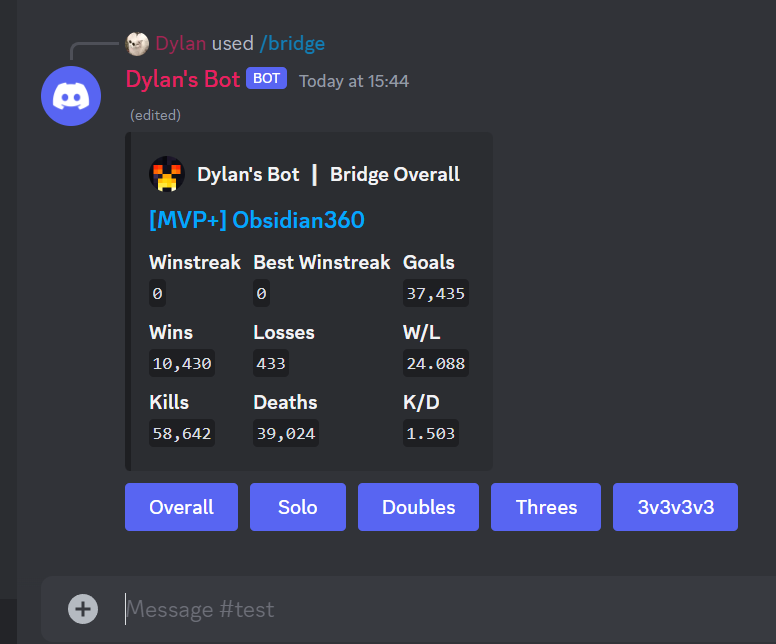 Dylan used /bridge
Dylan's Bot BOT Today at 15:44
(edited)
Dylan's Bot | Bridge Overall
[MVP+] Obsidian360
Winstreak Best Winstreak Goals
0 0 37,435
Wins Losses W/L
10,430 433 24.088
Kills Deaths K/D
58,642 39,024 1.503
Overall Solo Doubles Threes 3v3v3v3
Message #test